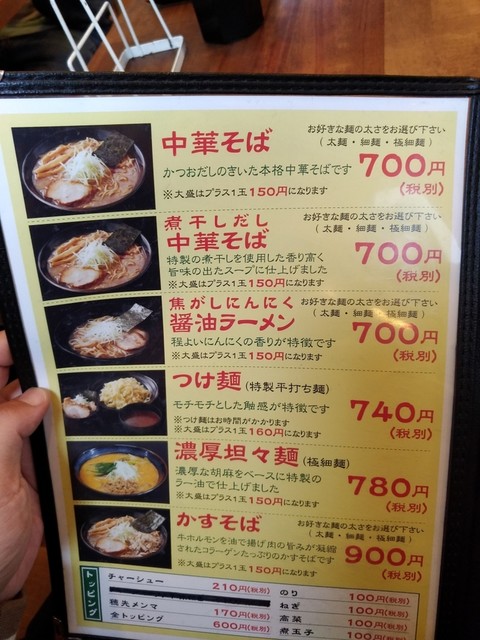 中華そば
お好きな麺の太さをお選び下さい
(太麺・細麺・極細麺)
かつおだしのきいた本格中華そばです
700円
(税別)
※大盛はプラス1玉150円になります
煮干しだし
中華そば
お好きな麺の太さをお選び下さい
(太麺・細麺・極細麺)
特製の煮干しを使用した香り高く
旨味の出たスープに仕上げました
700円
(税別)
※大盛はプラス1玉150円になります
焦がしにんにく
醤油ラーメン
お好きな麺の太さをお選び下さい
(太麺・細麺・極細麺)
程よいにんにくの香りが特徴です
700円
(税別)
※大盛はプラス1玉150円になります
つけ麺(特製平打ち麺)
モチモチとした触感が特徴です
740円
(税別)
※つけ麺はお時間がかかります
※大盛はプラス1玉160円になります
濃厚坦々麺(極細麺)
濃厚な胡麻をベースに特製の
ラー油で仕上げました
780円
(税別)
※大盛はプラス1玉150円になります
かすそば
お好きな麺の太さをお選び下さい
(太麺・細麺・極細麺)
牛ホルモンを油で揚げ肉の旨みが凝縮
されたコラーゲンたっぷりのかすそばです
900円
(税別)
※大盛はプラス1玉150円になります
トッピング
チャーシュー 210円(税別)
穂先メンマ 170円(税別)
全トッピング 600円(税別)
のり 100円(税別)
ねぎ 100円(税別)
高菜 100円(税別)
煮玉子 100円(税別)